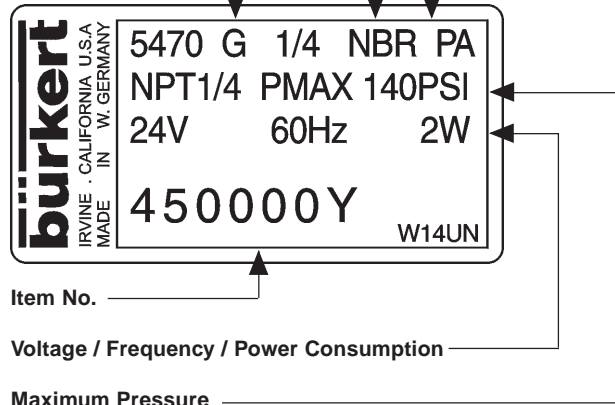 bürkert
IRVINE . CALIFORNIA U.S.A
MADE IN W. GERMANY
5470 G 1/4 NBR PA
NPT1/4 PMAX 140PSI
24V 60Hz 2W
450000Y
W14UN
Item No.
Voltage / Frequency / Power Consumption
Maximum Pressure